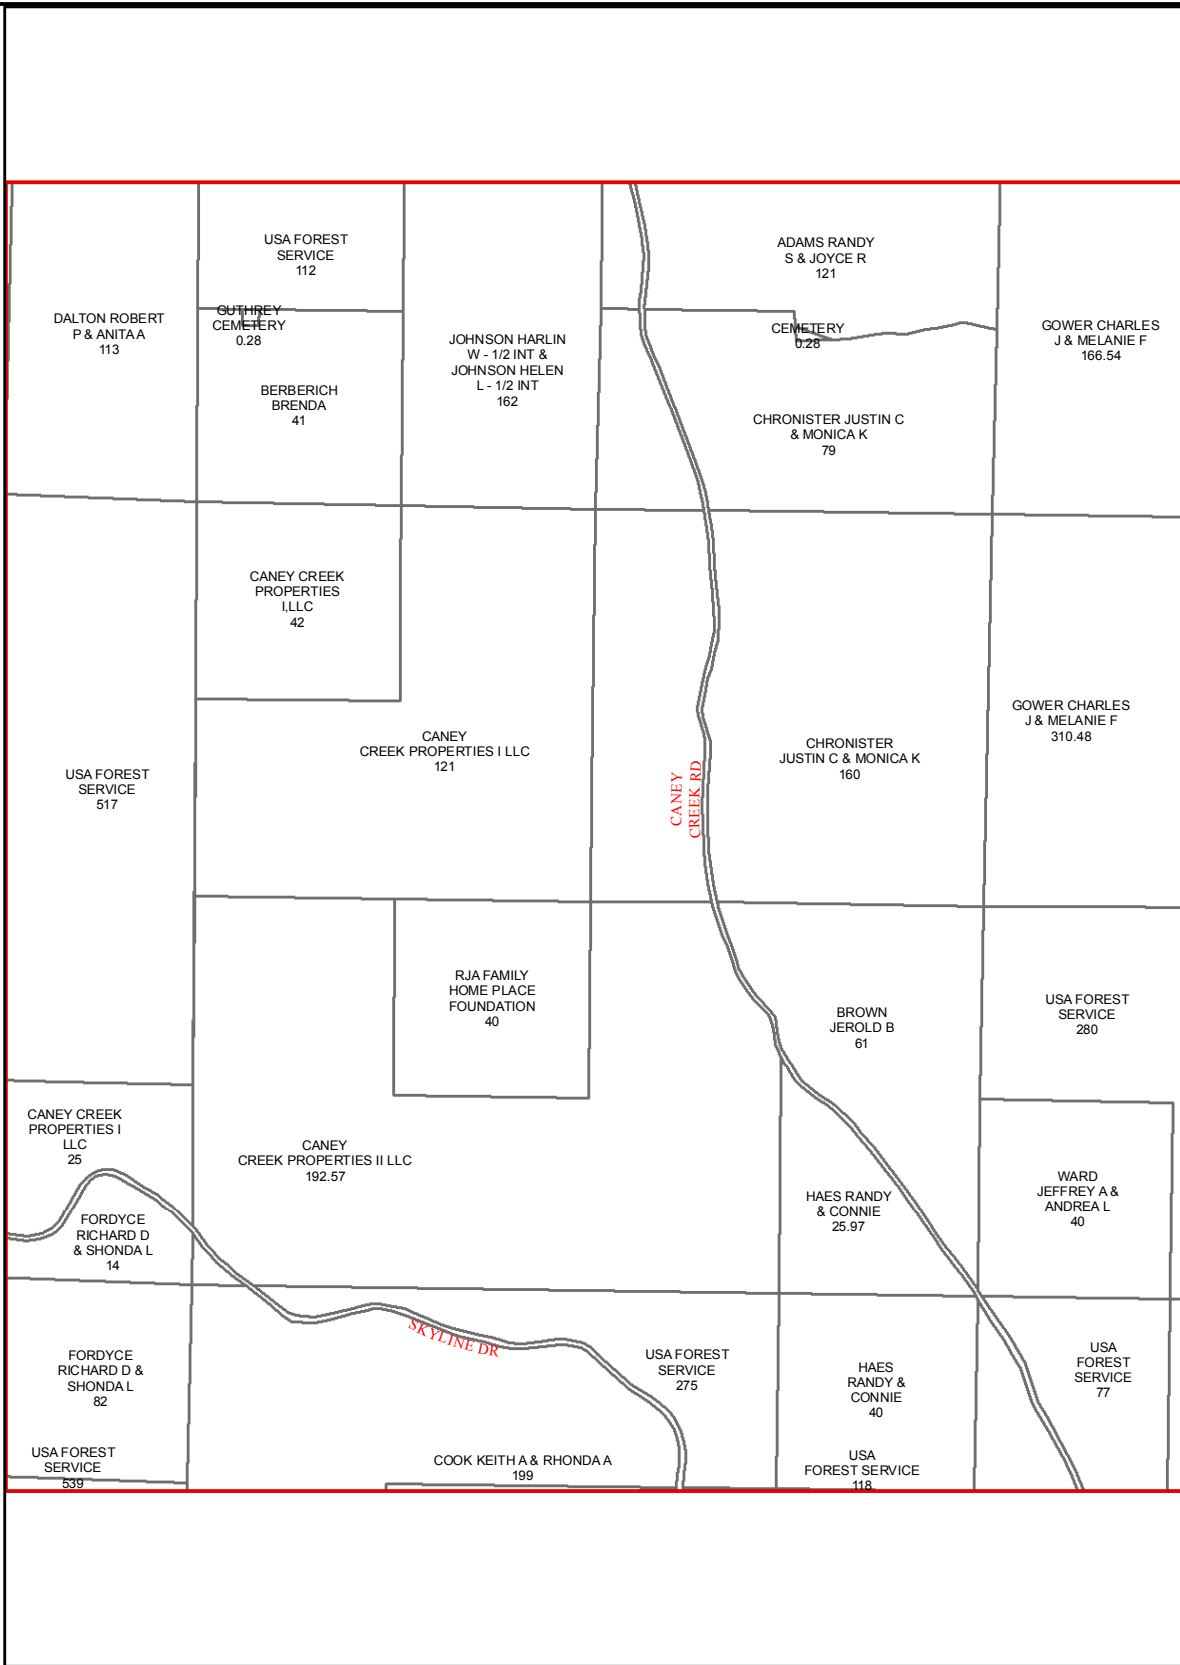 USA FOREST
SERVICE
112
ADAMS RANDY
S & JOYCE R
121
DALTON ROBERT
P & ANITA A
113
GUTHREY
CEMETERY
0.28
JOHNSON HARLIN
W - 1/2 INT &
JOHNSON HELEN
L - 1/2 INT
162
CEMETERY
0.28
GOWER CHARLES
J & MELANIE F
166.54
BERBERICH
BRENDA
41
CHRONISTER JUSTIN C
& MONICA K
79
CANEY CREEK
PROPERTIES
I,LLC
42
CANEY
CREEK PROPERTIES I LLC
121
GOWER CHARLES
J & MELANIE F
310.48
USA FOREST
SERVICE
517
CANEY
CREEK RD
CHRONISTER
JUSTIN C & MONICA K
160
RJA FAMILY
HOME PLACE
FOUNDATION
40
BROWN
JEROLD B
61
USA FOREST
SERVICE
280
CANEY CREEK
PROPERTIES I
LLC
25
CANEY
CREEK PROPERTIES II LLC
192.57
HAES RANDY
& CONNIE
25.97
WARD
JEFFREY A &
ANDREA L
40
FORDYCE
RICHARD D
& SHONDA L
14
SKYLINE DR
FORDYCE
RICHARD D &
SHONDA L
82
USA FOREST
SERVICE
275
HAES
RANDY &
CONNIE
40
USA
FOREST
SERVICE
77
USA FOREST
SERVICE
539
COOK KEITH A & RHONDA A
199
USA
FOREST SERVICE
118